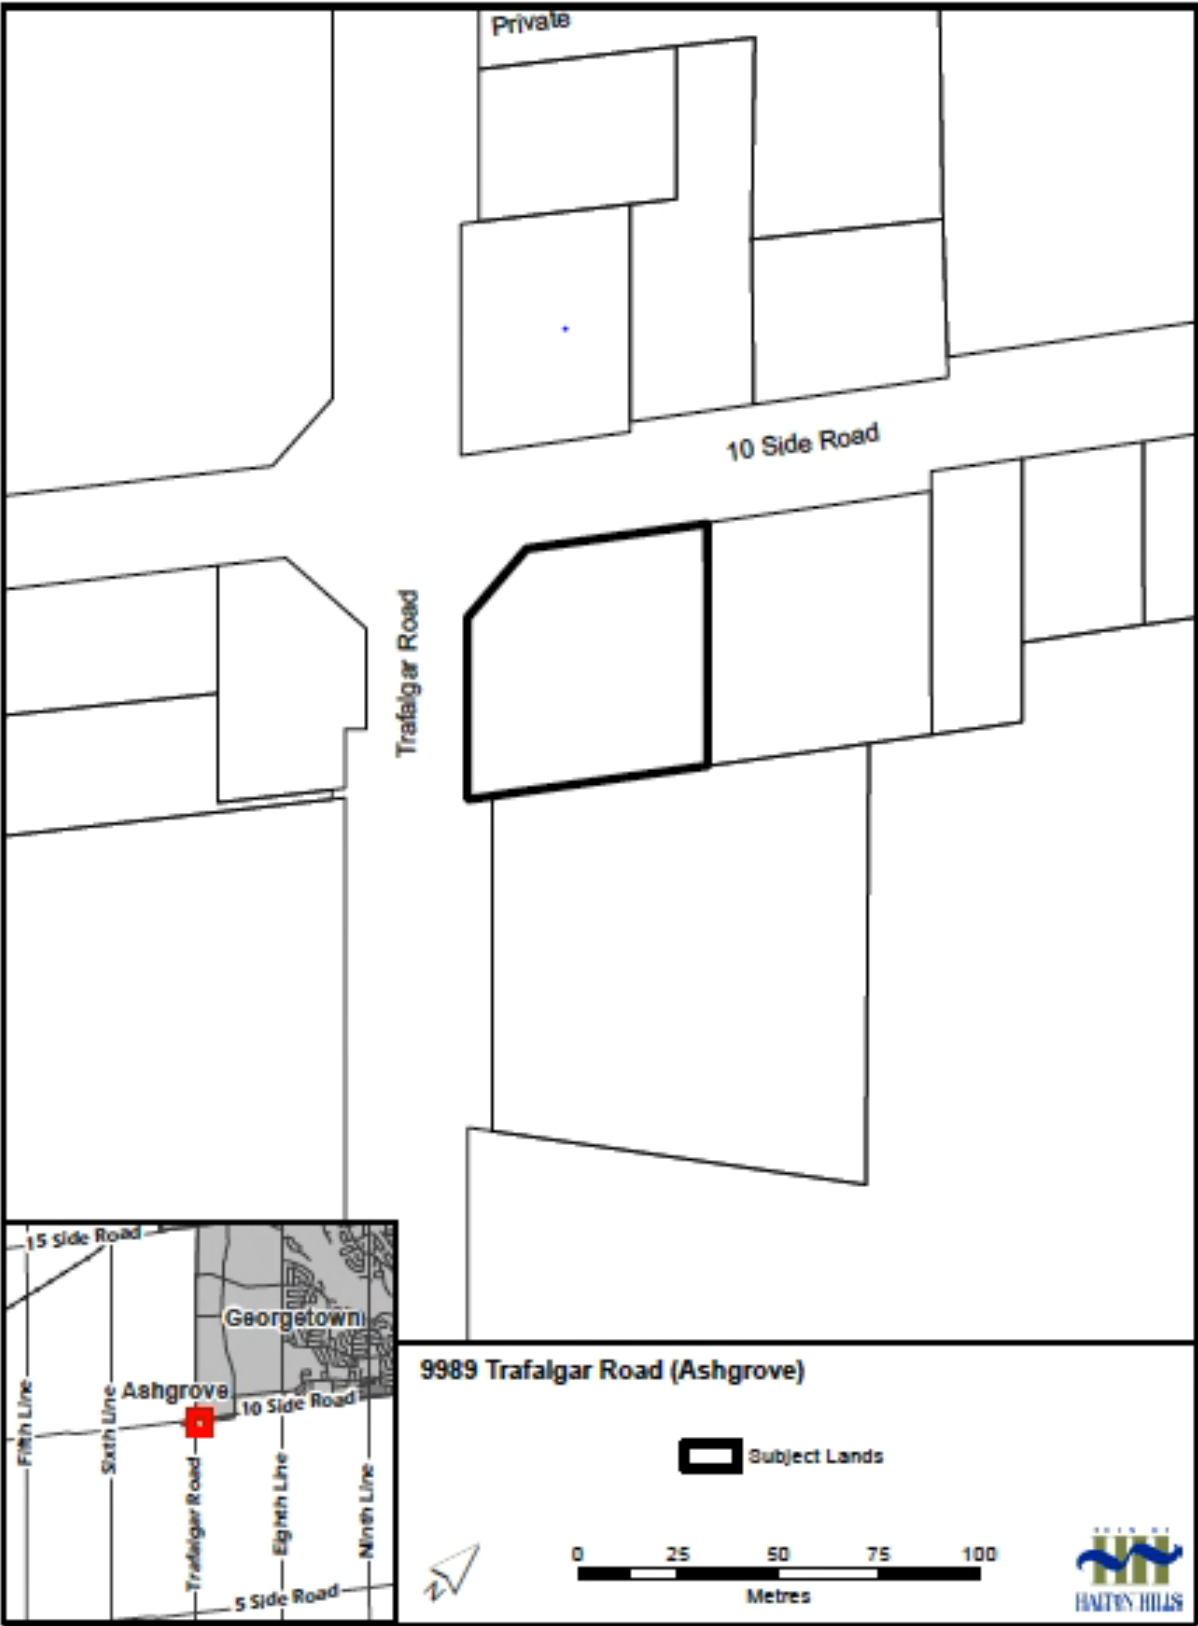 Private
10 Side Road
Trafalgar Road
15 Side Road
Georgetown
Ashgrove
10 Side Road
Fifth Line
Sixth Line
Trafalgar Road
Eighth Line
Ninth Line
5 Side Road
9989 Trafalgar Road (Ashgrove)
Subject Lands
N
0 25 50 75 100
Metres
HALTON HILLS